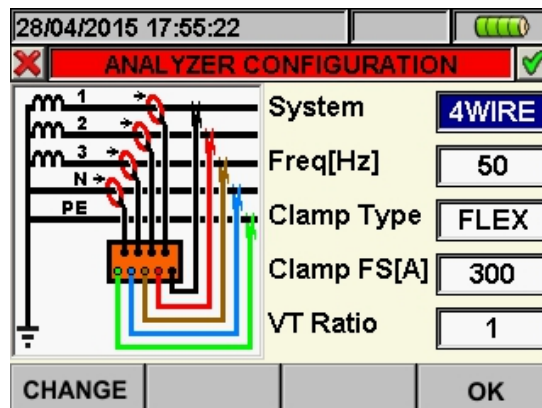 28/04/2015 17:55:22
ANALYZER CONFIGURATION
1
2
3
N
PE
System 4WIRE
Freq[Hz] 50
Clamp Type FLEX
Clamp FS[A] 300
VT Ratio 1
CHANGE OK